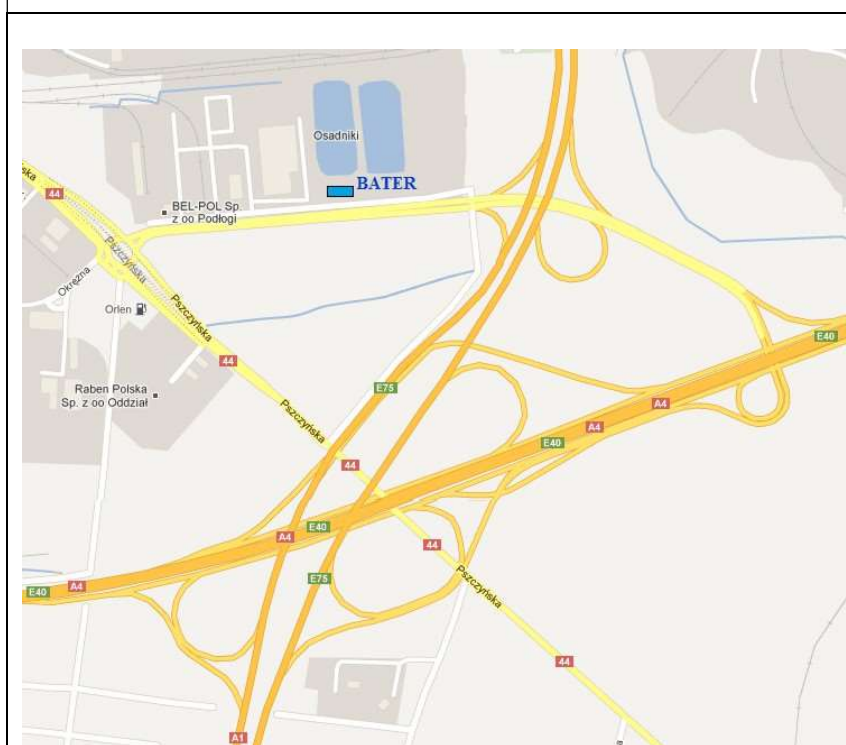 Osadniki
ska
44
BATER
BEL-POL Sp.
z oo Podłogi
Pszczyńska
Okrężna
Orlen
Pszczyńska
E40
44
E75
Raben Polska
Sp. z oo Oddział
A4
A4
Pszczyńska
E40
44
E40
A4
44
E75
Pszczyńska
A4
E40
44
A1